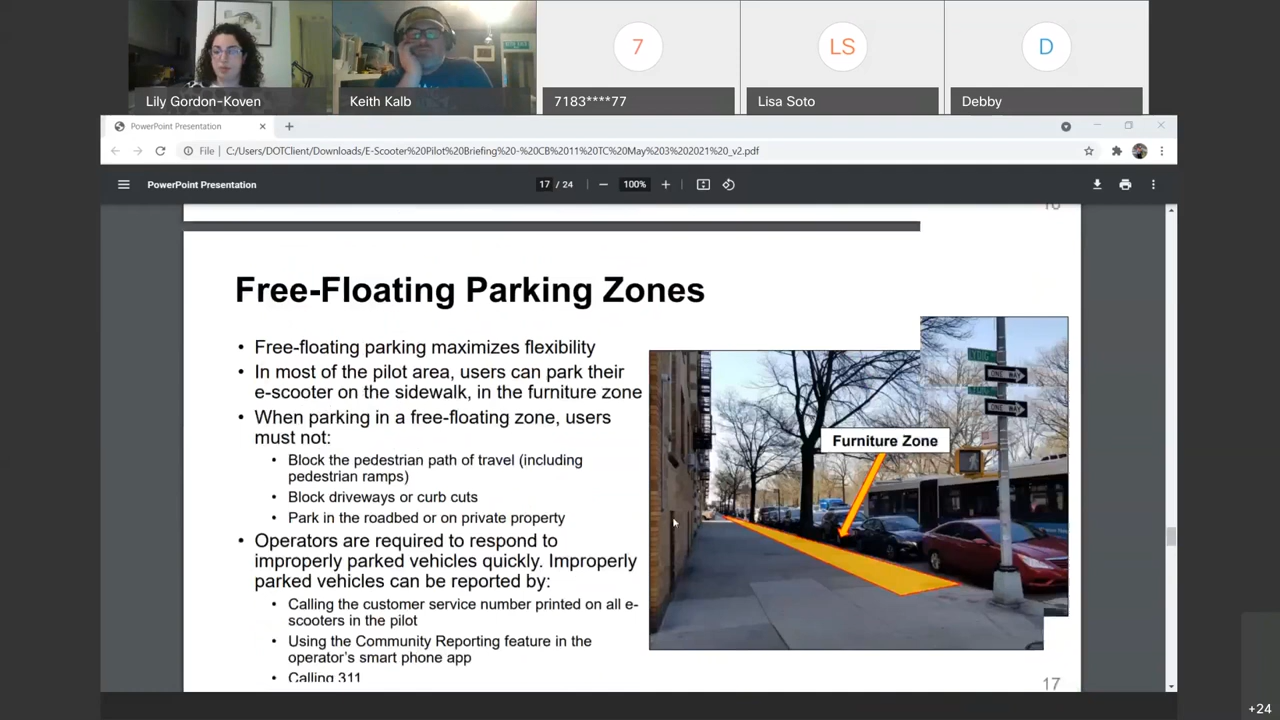 7
LS
D
Lily Gordon-Koven
Keith Kalb
7183****77
Lisa Soto
Debby
PowerPoint Presentation
File
C:/Users/DOTClient/Downloads/E-Scooter%20Pilot%20Briefing%20-%20CB%2011%20TC%20May%203%202021%20_v2.pdf
PowerPoint Presentation
17 / 24
100%
16
Free-Floating Parking Zones
• Free-floating parking maximizes flexibility
• In most of the pilot area, users can park their
e-scooter on the sidewalk, in the furniture zone
• When parking in a free-floating zone, users
must not:
• Block the pedestrian path of travel (including
pedestrian ramps)
• Block driveways or curb cuts
• Park in the roadbed or on private property
• Operators are required to respond to
improperly parked vehicles quickly. Improperly
parked vehicles can be reported by:
• Calling the customer service number printed on all e-
scooters in the pilot
• Using the Community Reporting feature in the
operator's smart phone app
• Calling 311
ONE WAY
ONE WAY
Furniture Zone
17
+24